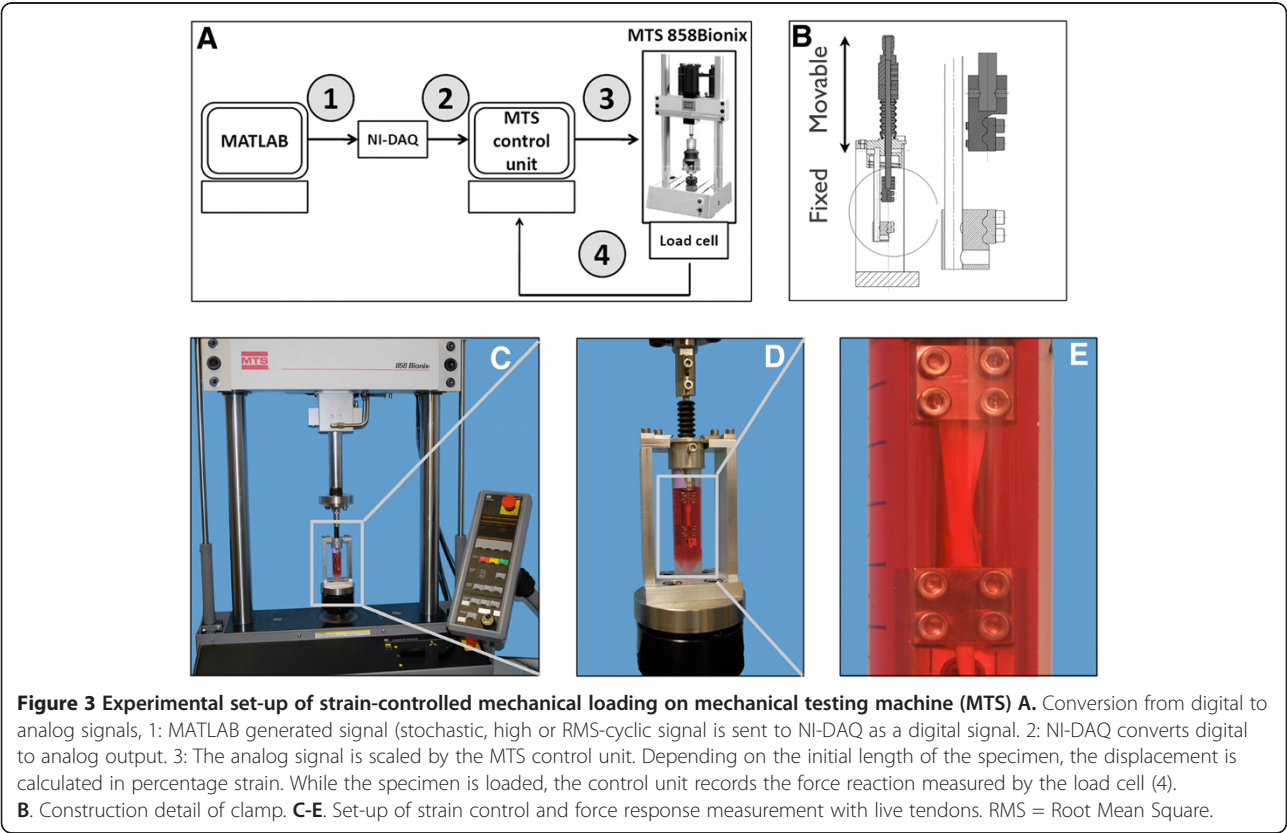 A
MTS 858Bionix
1
2
3
MATLAB
NI-DAQ
MTS
control
unit
Load cell
4
B
Movable
Fixed
MTS
858 Bionix
C
D
E
Figure 3 Experimental set-up of strain-controlled mechanical loading on mechanical testing machine (MTS) A. Conversion from digital to
analog signals, 1: MATLAB generated signal (stochastic, high or RMS-cyclic signal is sent to NI-DAQ as a digital signal. 2: NI-DAQ converts digital
to analog output. 3: The analog signal is scaled by the MTS control unit. Depending on the initial length of the specimen, the displacement is
calculated in percentage strain. While the specimen is loaded, the control unit records the force reaction measured by the load cell (4).
B. Construction detail of clamp. C-E. Set-up of strain control and force response measurement with live tendons. RMS = Root Mean Square.